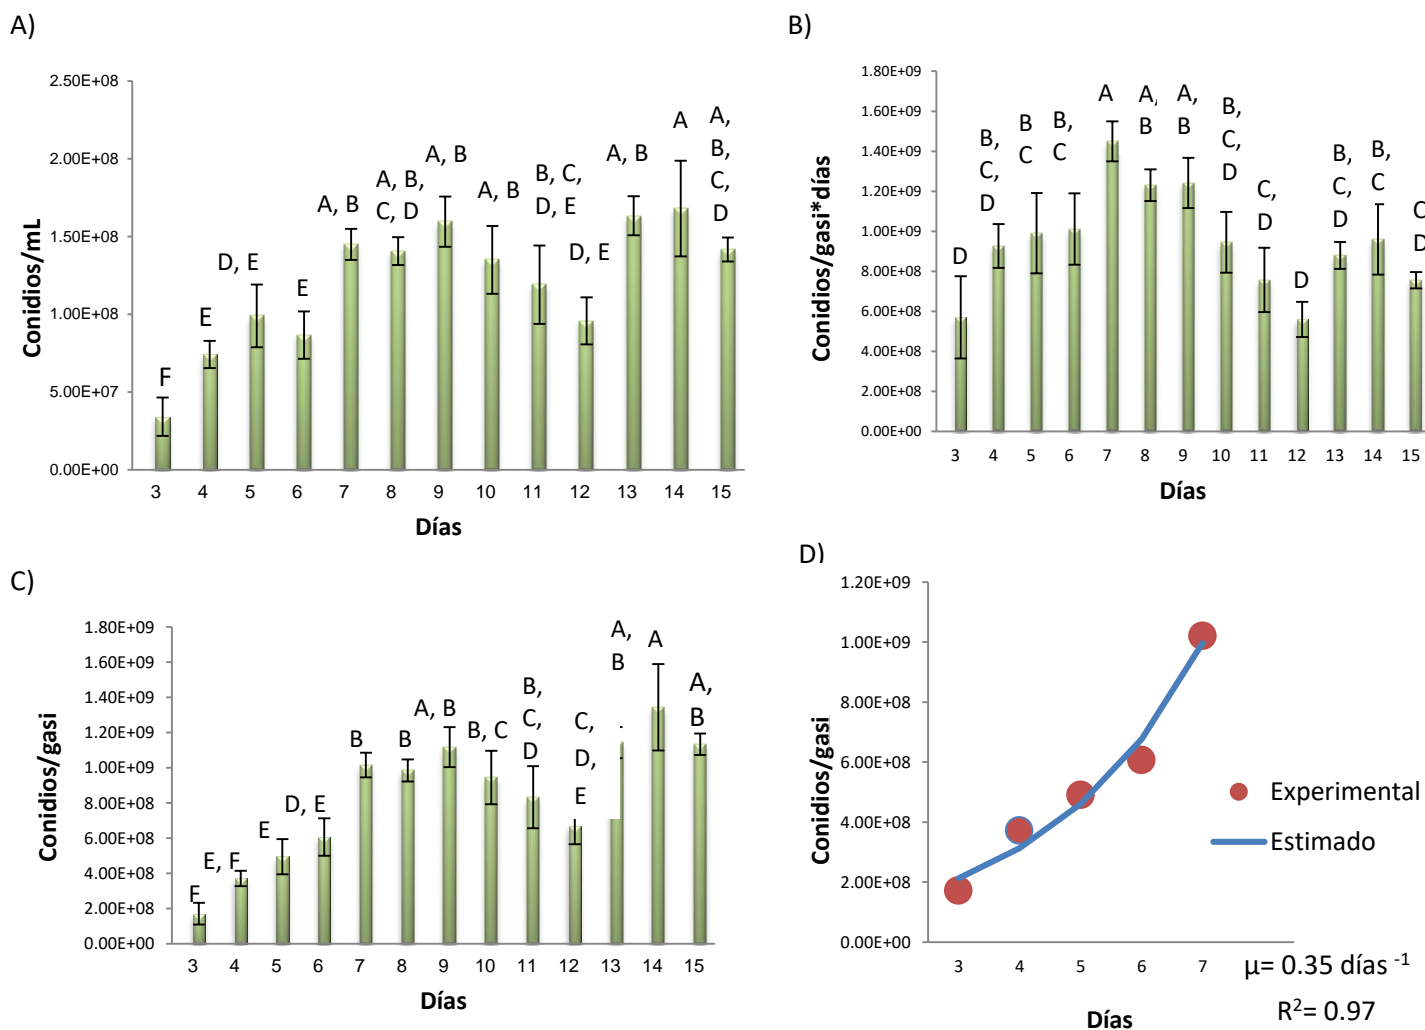 A)
2.50E+08
2.00E+08
1.50E+08
1.00E+08
5.00E+07
0.00E+00
Conidios/mL
F
E
D, E
E
A, B
A, B,
C, D
A, B
A, B
B, C,
D, E
D, E
A, B
A
A,
B,
C,
D
3 4 5 6 7 8 9 10 11 12 13 14 15
Días
B)
1.80E+09
1.60E+09
1.40E+09
1.20E+09
1.00E+09
8.00E+08
6.00E+08
4.00E+08
2.00E+08
0.00E+00
Conidios/gasi*días
D
B,
C,
D
B,
C
B,
C
A
A,
B
A,
B
B,
C,
D
C,
D
D
B,
C,
D
B,
C
C,
D
3 4 5 6 7 8 9 10 11 12 13 14 15
Días
C)
1.80E+09
1.60E+09
1.40E+09
1.20E+09
1.00E+09
8.00E+08
6.00E+08
4.00E+08
2.00E+08
0.00E+00
Conidios/gasi
F
E, F
E
D, E
B
B
A, B
B, C
B,
C,
D
C,
D,
E
A,
B
A
A,
B
3 4 5 6 7 8 9 10 11 12 13 14 15
Días
D)
1.20E+09
1.00E+09
8.00E+08
6.00E+08
4.00E+08
2.00E+08
0.00E+00
Conidios/gasi
Experimental
Estimado
3 4 5 6 7
Días
µ= 0.35 días ⁻¹
R²= 0.97